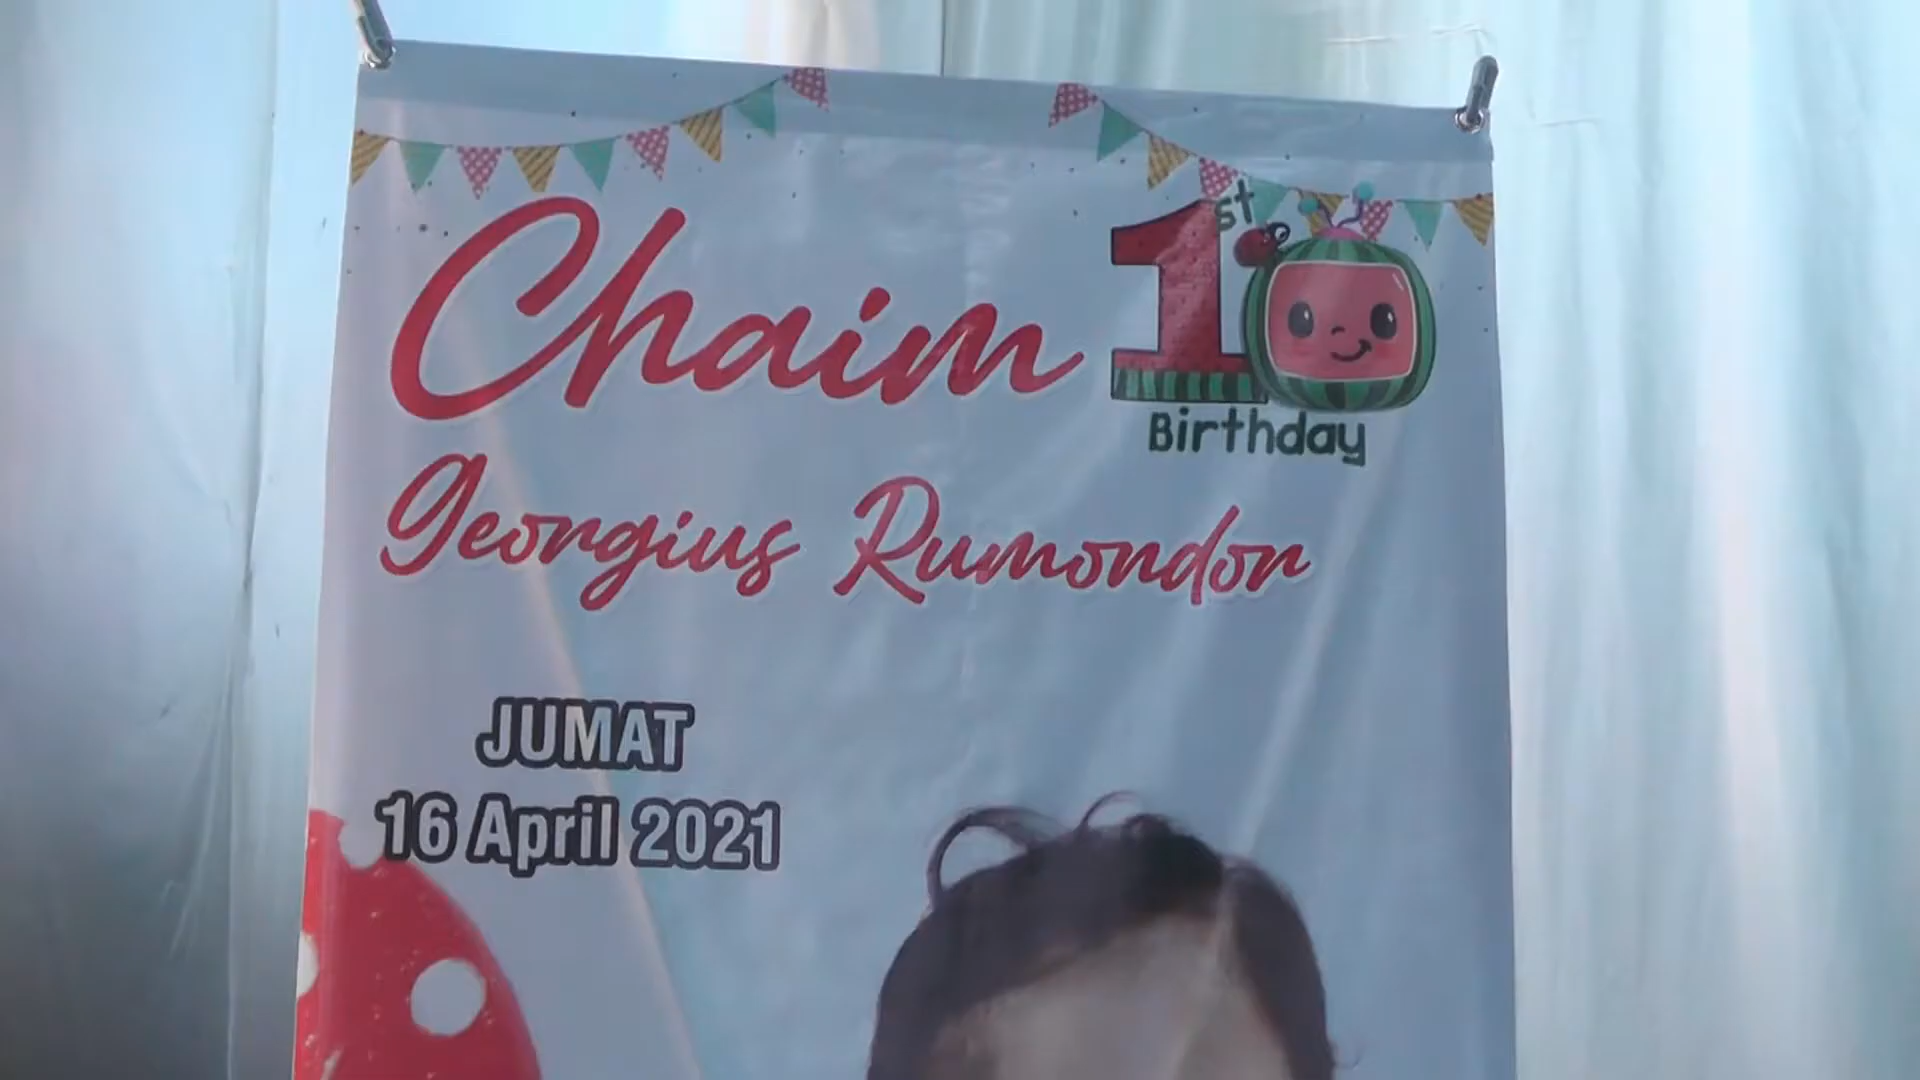 Chaim
1st
Birthday
Georgius Rumondor
JUMAT
16 April 2021